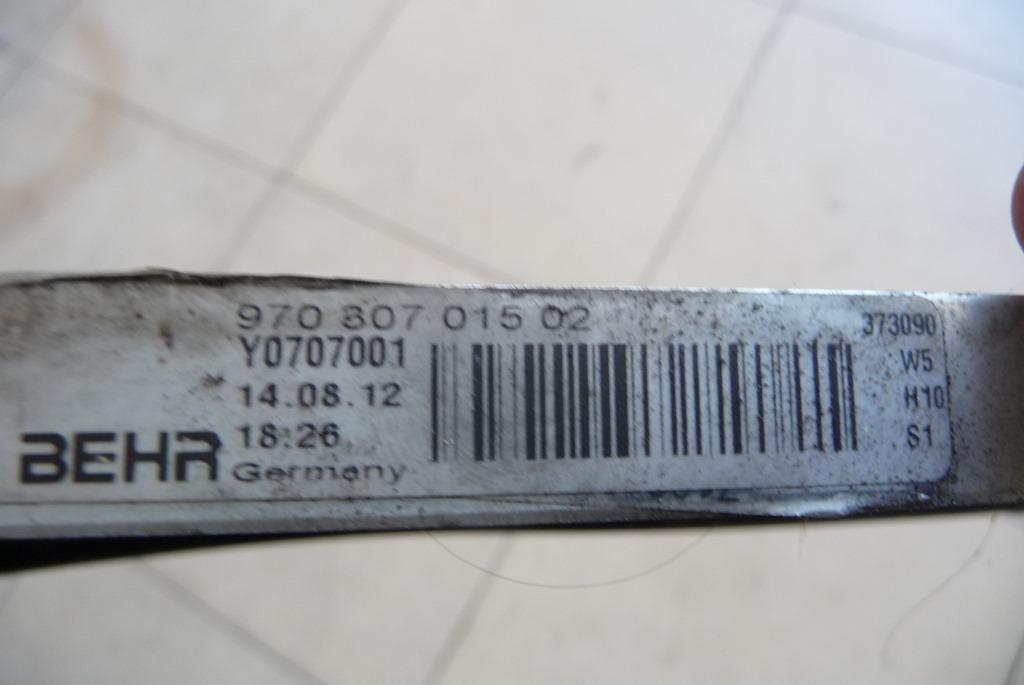 970 807 015 02
373090
Y0707001
W5
14.08.12
H10
BEHR
18:26
S1
Germany